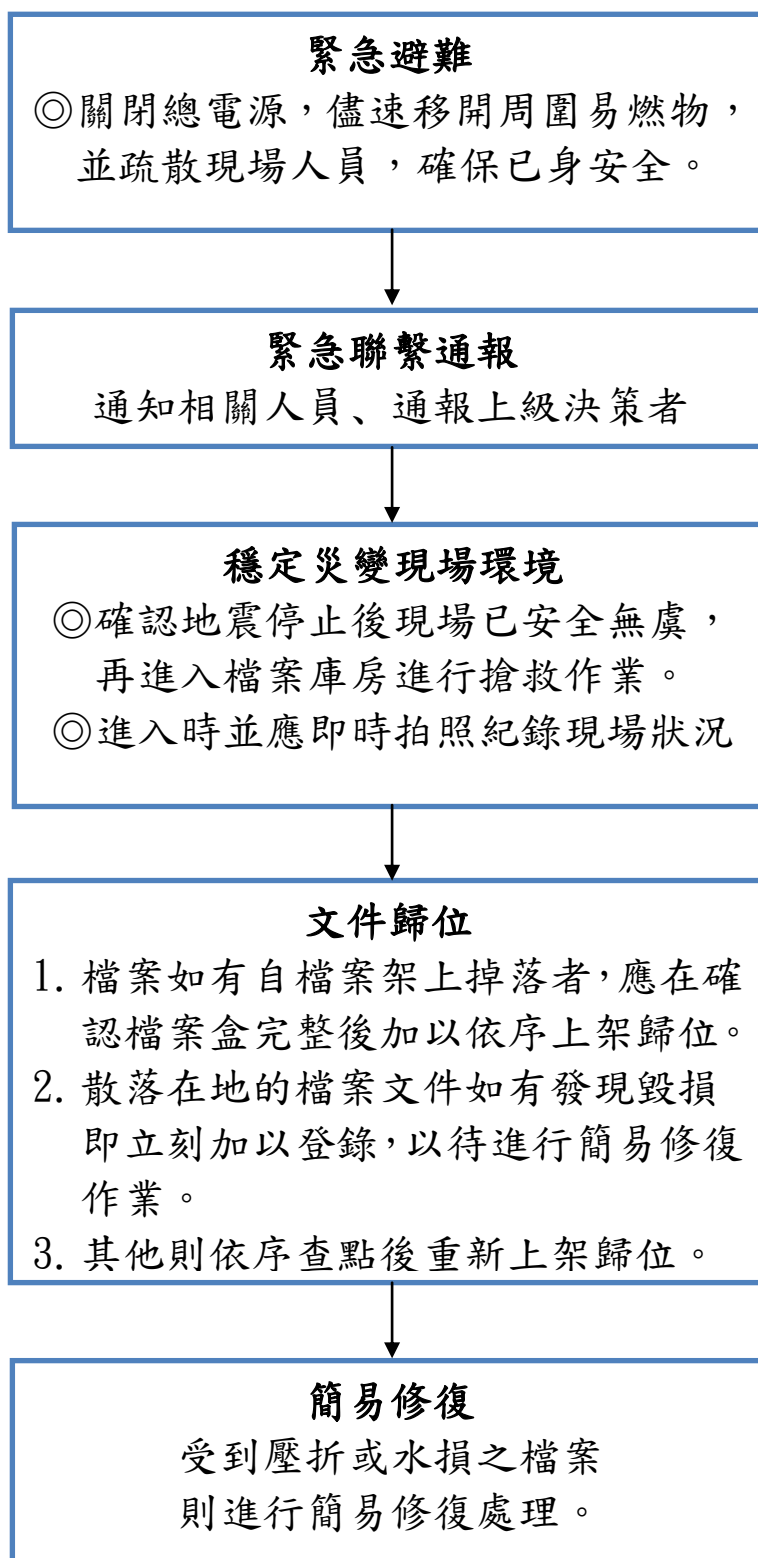 緊急避難
◎關閉總電源，儘速移開周圍易燃物，
並疏散現場人員，確保已身安全。
緊急聯繫通報
通知相關人員、通報上級決策者
穩定災變現場環境
◎確認地震停止後現場已安全無虞，
再進入檔案庫房進行搶救作業。
◎進入時並應即時拍照紀錄現場狀況
文件歸位
1. 檔案如有自檔案架上掉落者，應在確
認檔案盒完整後加以依序上架歸位。
2. 散落在地的檔案文件如有發現毀損
即立刻加以登錄，以待進行簡易修復
作業。
3. 其他則依序查點後重新上架歸位。
簡易修復
受到壓折或水損之檔案
則進行簡易修復處理。